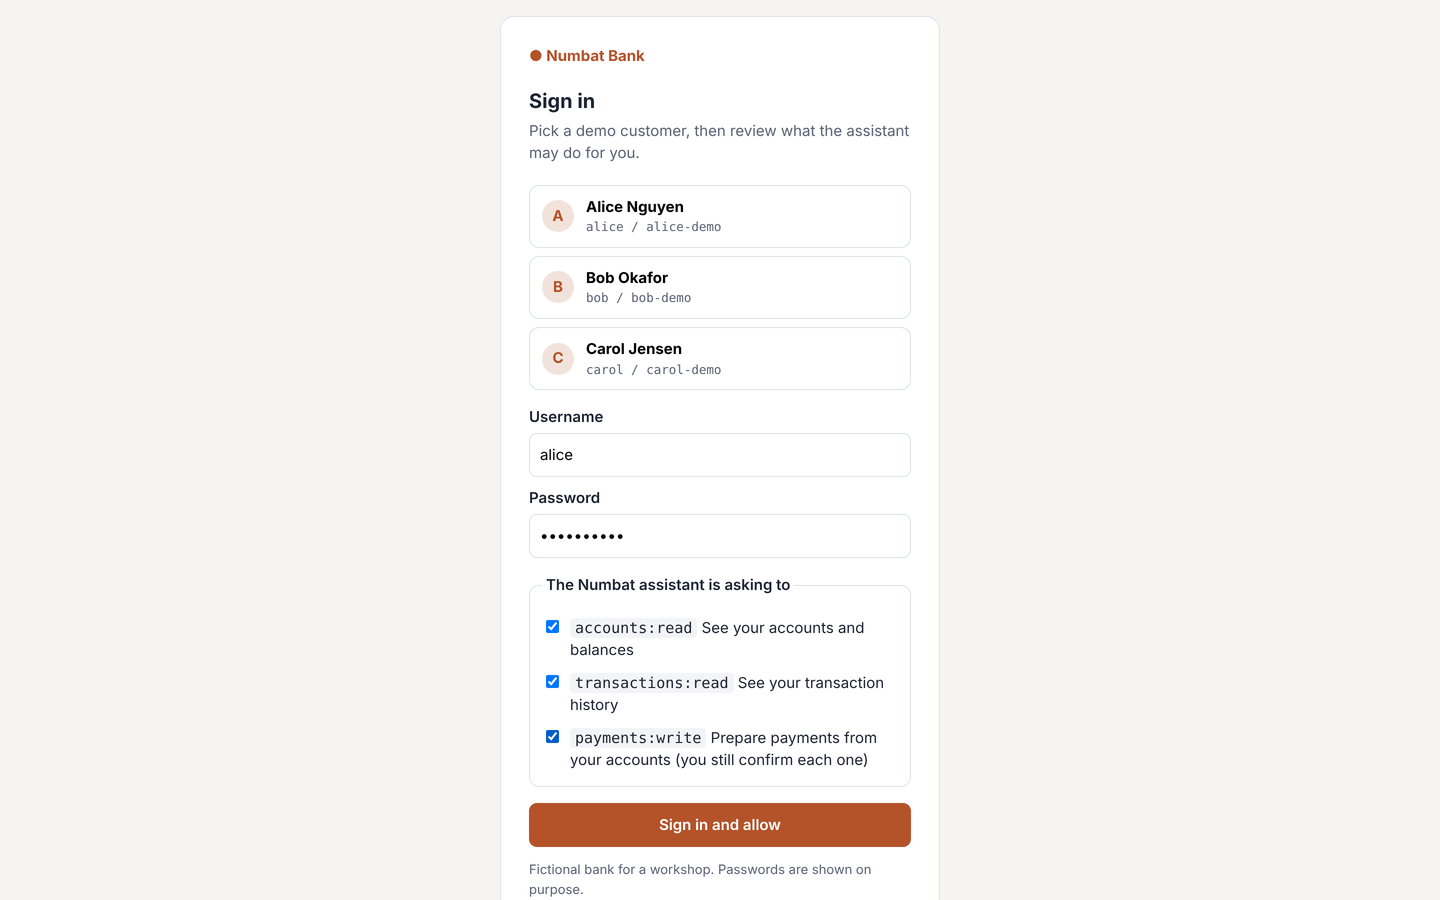 Numbat Bank
Sign in
Pick a demo customer, then review what the assistant
may do for you.
A
Alice Nguyen
alice / alice-demo
B
Bob Okafor
bob / bob-demo
C
Carol Jensen
carol / carol-demo
Username
alice
Password
••••••••••
The Numbat assistant is asking to
accounts:read See your accounts and
balances
transactions:read See your transaction
history
payments:write Prepare payments from
your accounts (you still confirm each one)
Sign in and allow
Fictional bank for a workshop. Passwords are shown on
purpose.